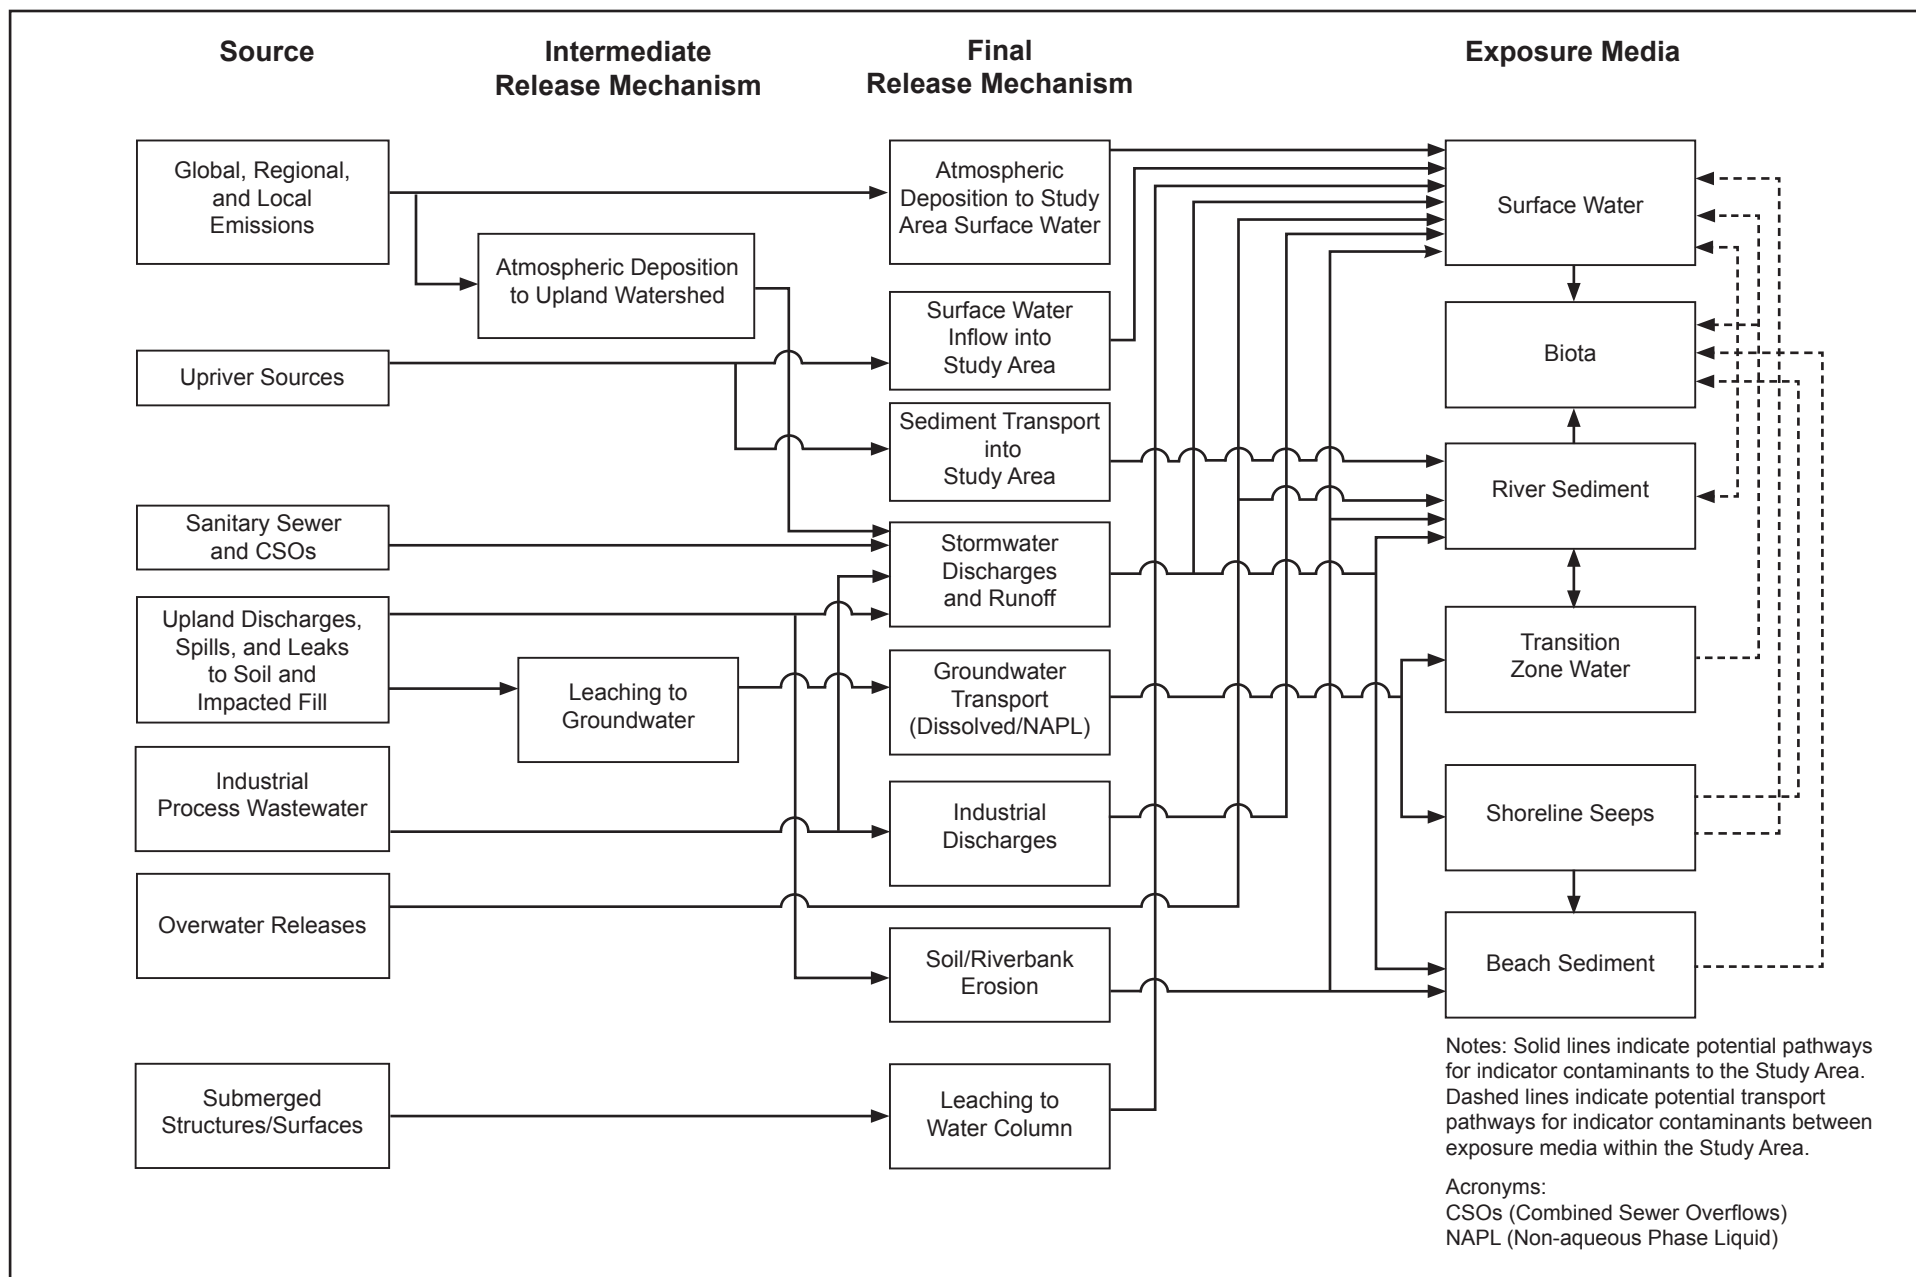 Source
Intermediate
Release Mechanism
Final
Release Mechanism
Exposure Media
Global, Regional,
and Local
Emissions
Upriver Sources
Sanitary Sewer
and CSOs
Upland Discharges,
Spills, and Leaks
to Soil and
Impacted Fill
Industrial
Process Wastewater
Overwater Releases
Submerged
Structures/Surfaces
Atmospheric Deposition
to Upland Watershed
Leaching to
Groundwater
Atmospheric
Deposition to Study
Area Surface Water
Surface Water
Inflow into
Study Area
Sediment Transport
into
Study Area
Stormwater
Discharges
and Runoff
Groundwater
Transport
(Dissolved/NAPL)
Industrial
Discharges
Soil/Riverbank
Erosion
Leaching to
Water Column
Surface Water
Biota
River Sediment
Transition
Zone Water
Shoreline Seeps
Beach Sediment
Notes: Solid lines indicate potential pathways
for indicator contaminants to the Study Area.
Dashed lines indicate potential transport
pathways for indicator contaminants between
exposure media within the Study Area.
Acronyms:
CSOs (Combined Sewer Overflows)
NAPL (Non-aqueous Phase Liquid)